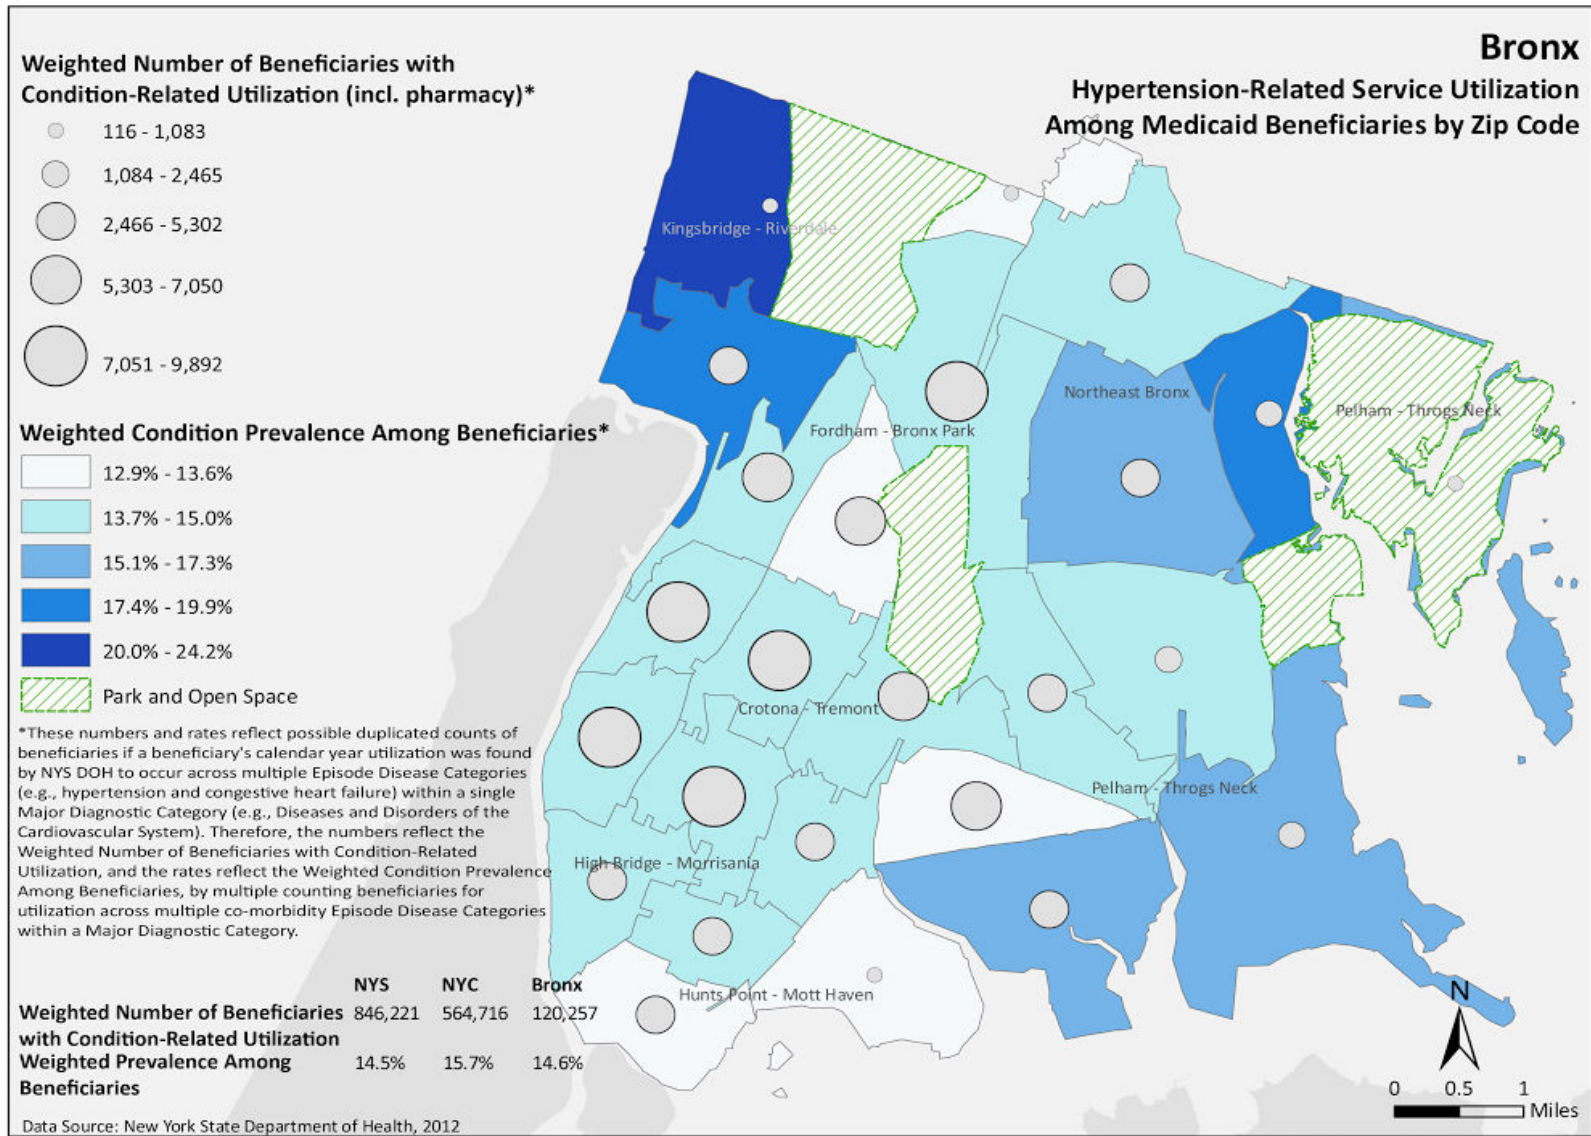 Bronx
Hypertension-Related Service Utilization
Among Medicaid Beneficiaries by Zip Code
Weighted Number of Beneficiaries with
Condition-Related Utilization (incl. pharmacy)*
116 - 1,083
1,084 - 2,465
2,466 - 5,302
5,303 - 7,050
7,051 - 9,892
Weighted Condition Prevalence Among Beneficiaries*
12.9% - 13.6%
13.7% - 15.0%
15.1% - 17.3%
17.4% - 19.9%
20.0% - 24.2%
Park and Open Space
*These numbers and rates reflect possible duplicated counts of
beneficiaries if a beneficiary's calendar year utilization was found
by NYS DOH to occur across multiple Episode Disease Categories
(e.g., hypertension and congestive heart failure) within a single
Major Diagnostic Category (e.g., Diseases and Disorders of the
Cardiovascular System). Therefore, the numbers reflect the
Weighted Number of Beneficiaries with Condition-Related
Utilization, and the rates reflect the Weighted Condition Prevalence
Among Beneficiaries, by multiple counting beneficiaries for
utilization across multiple co-morbidity Episode Disease Categories
within a Major Diagnostic Category.
NYS NYC Bronx
Weighted Number of Beneficiaries 846,221 564,716 120,257
with Condition-Related Utilization
Weighted Prevalence Among 14.5% 15.7% 14.6%
Beneficiaries
Data Source: New York State Department of Health, 2012
Kingsbridge - Riverdale
Northeast Bronx
Pelham - Throgs Neck
Fordham - Bronx Park
Crotona - Tremont
Pelham - Throgs Neck
High Bridge - Morrisania
Hunts Point - Mott Haven
N
0 0.5 1
Miles